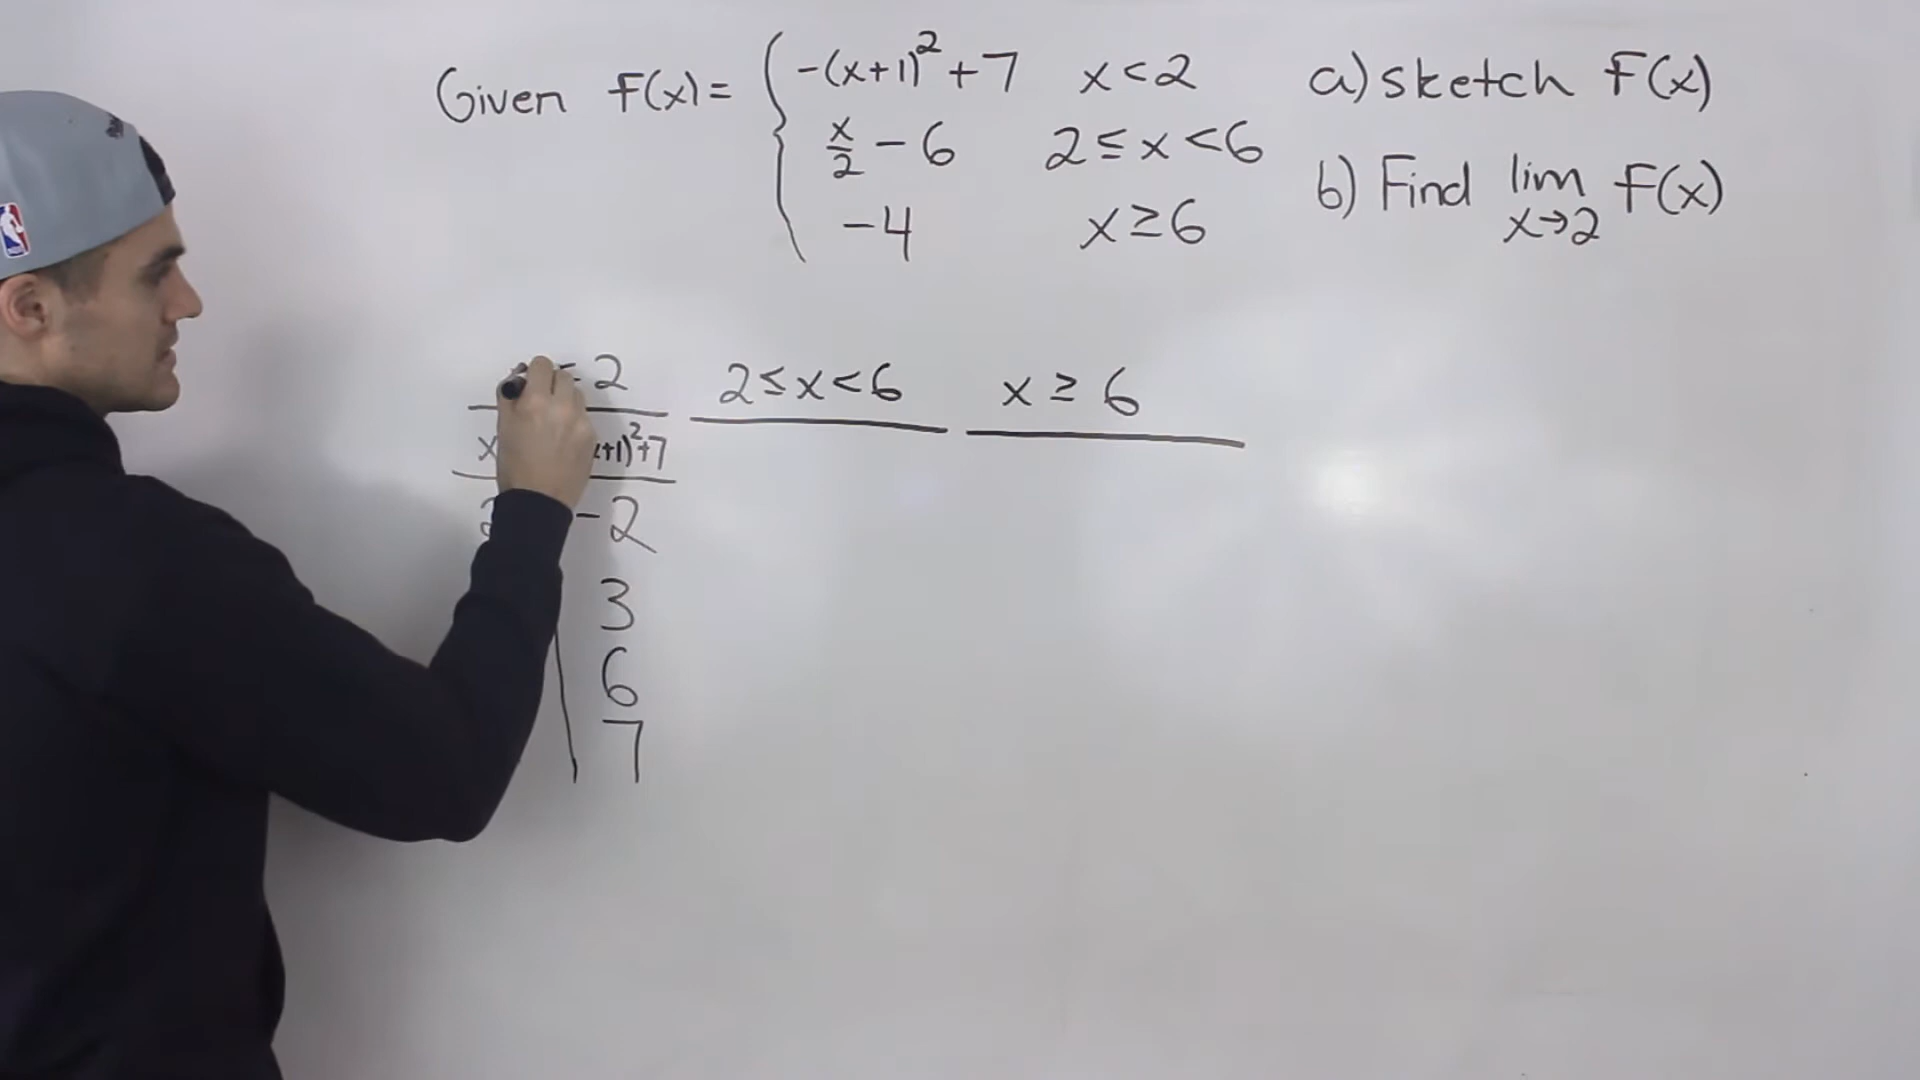 Given F(x) = { -(x+1)² + 7   x < 2
x/2 - 6   2 ≤ x < 6
-4   x ≥ 6
a) sketch F(x)
b) Find lim x→2 F(x)
2   2 ≤ x < 6   x ≥ 6
x   x+1)²+7
-2
3
6
7